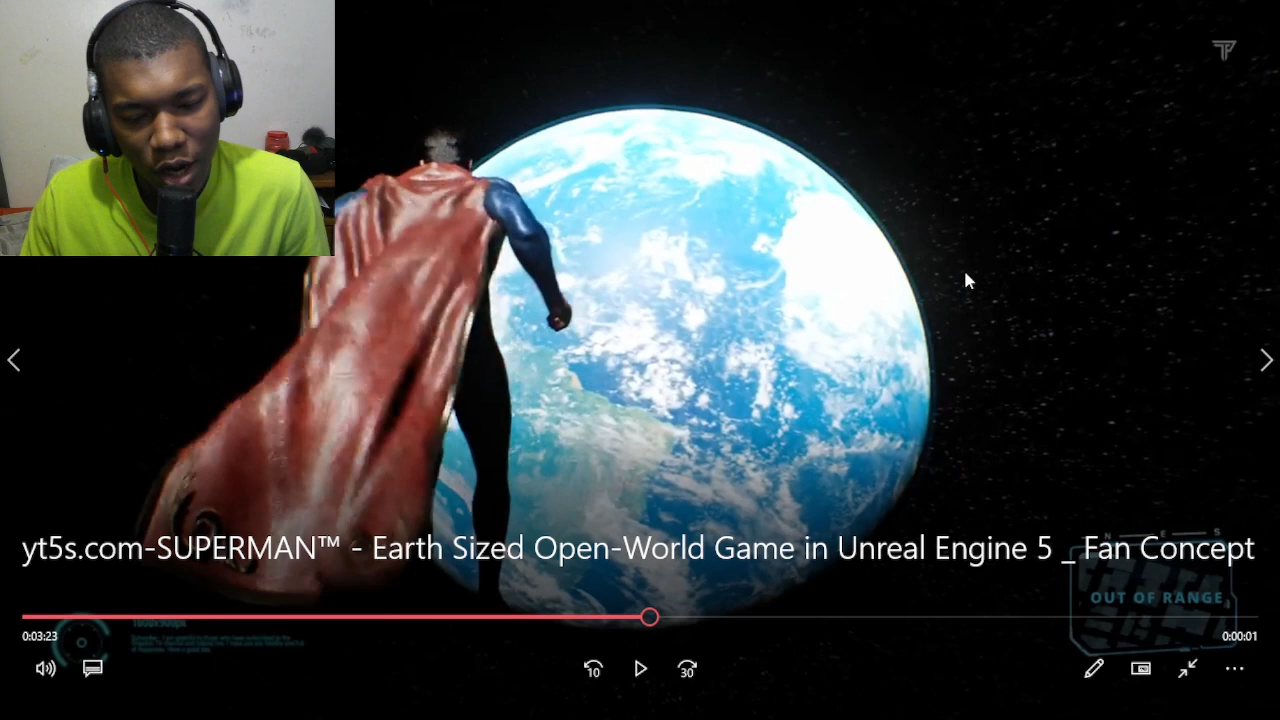 yt5s.com-SUPERMAN™ - Earth Sized Open-World Game in Unreal Engine 5 _ Fan Concept
N E S
OUT OF RANGE
0:03:23
0:00:01
10
30